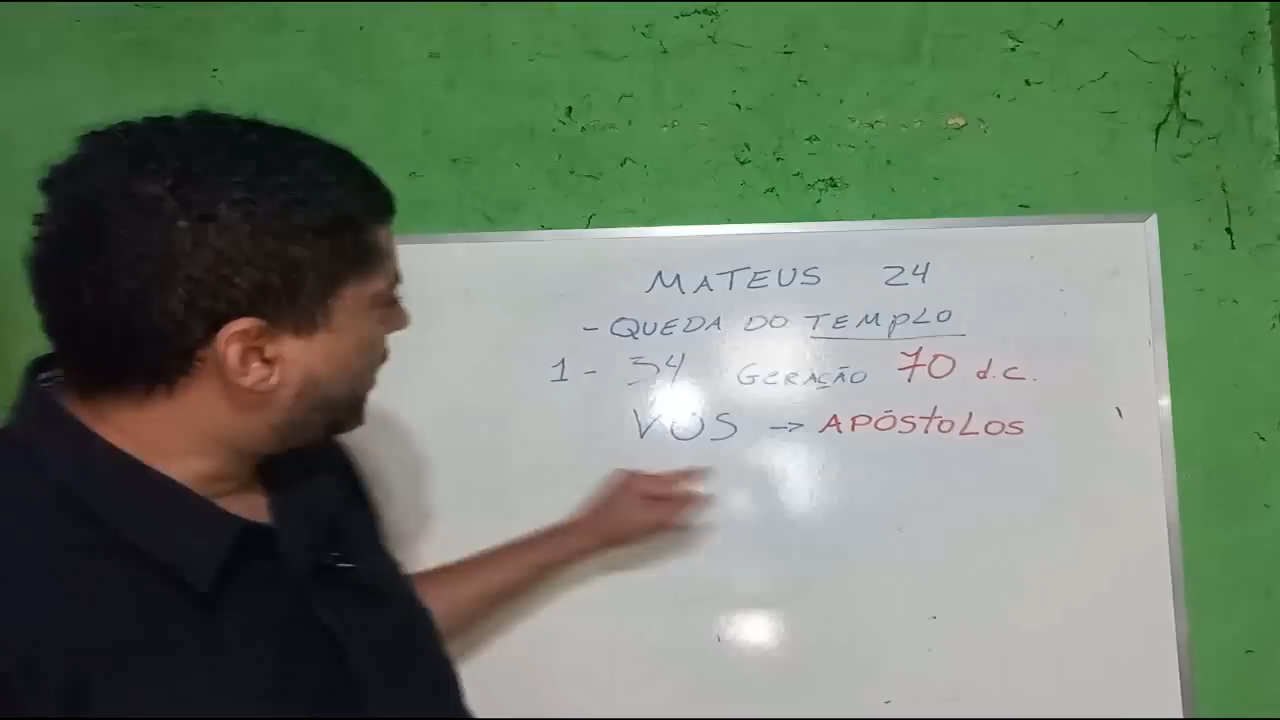 MATEUS 24
- QUEDA DO TEMPLO
1 - 34 GERAÇÃO 70 d.C.
VÓS → APÓSTOLOS